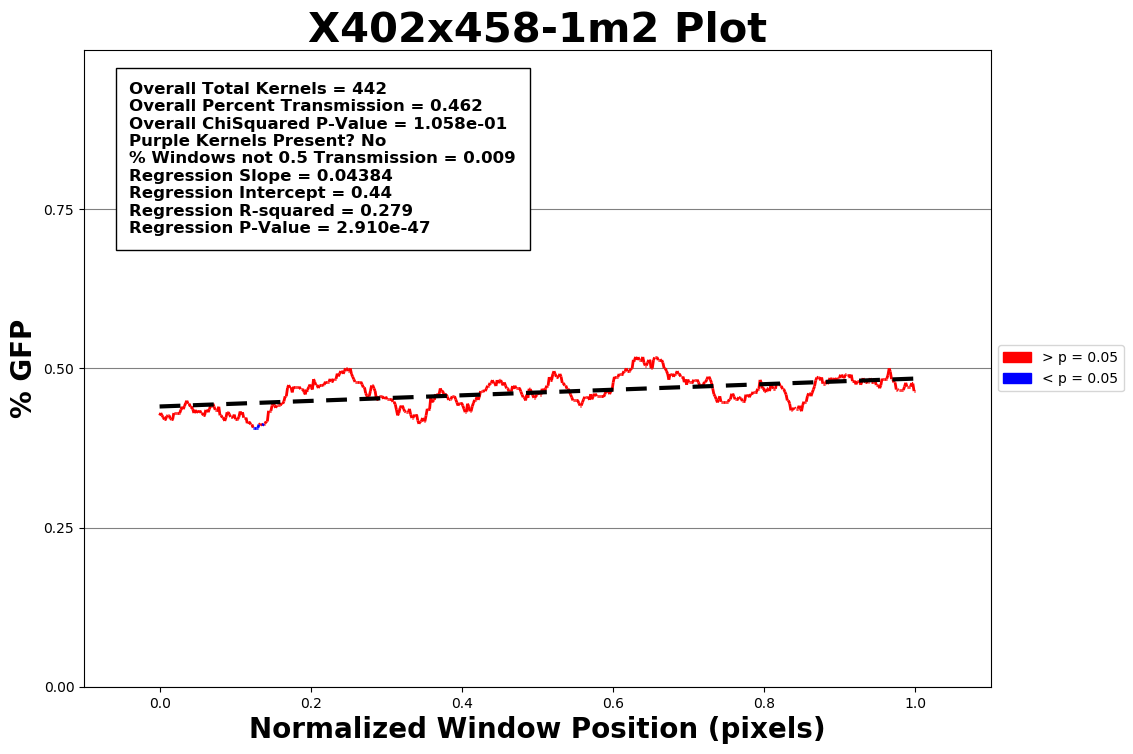 X402x458-1m2 Plot
Overall Total Kernels = 442
Overall Percent Transmission = 0.462
Overall ChiSquared P-Value = 1.058e-01
Purple Kernels Present? No
% Windows not 0.5 Transmission = 0.009
Regression Slope = 0.04384
Regression Intercept = 0.44
Regression R-squared = 0.279
Regression P-Value = 2.910e-47
% GFP
0.75
0.50
0.25
0.00
> p = 0.05
< p = 0.05
0.0 0.2 0.4 0.6 0.8 1.0
Normalized Window Position (pixels)